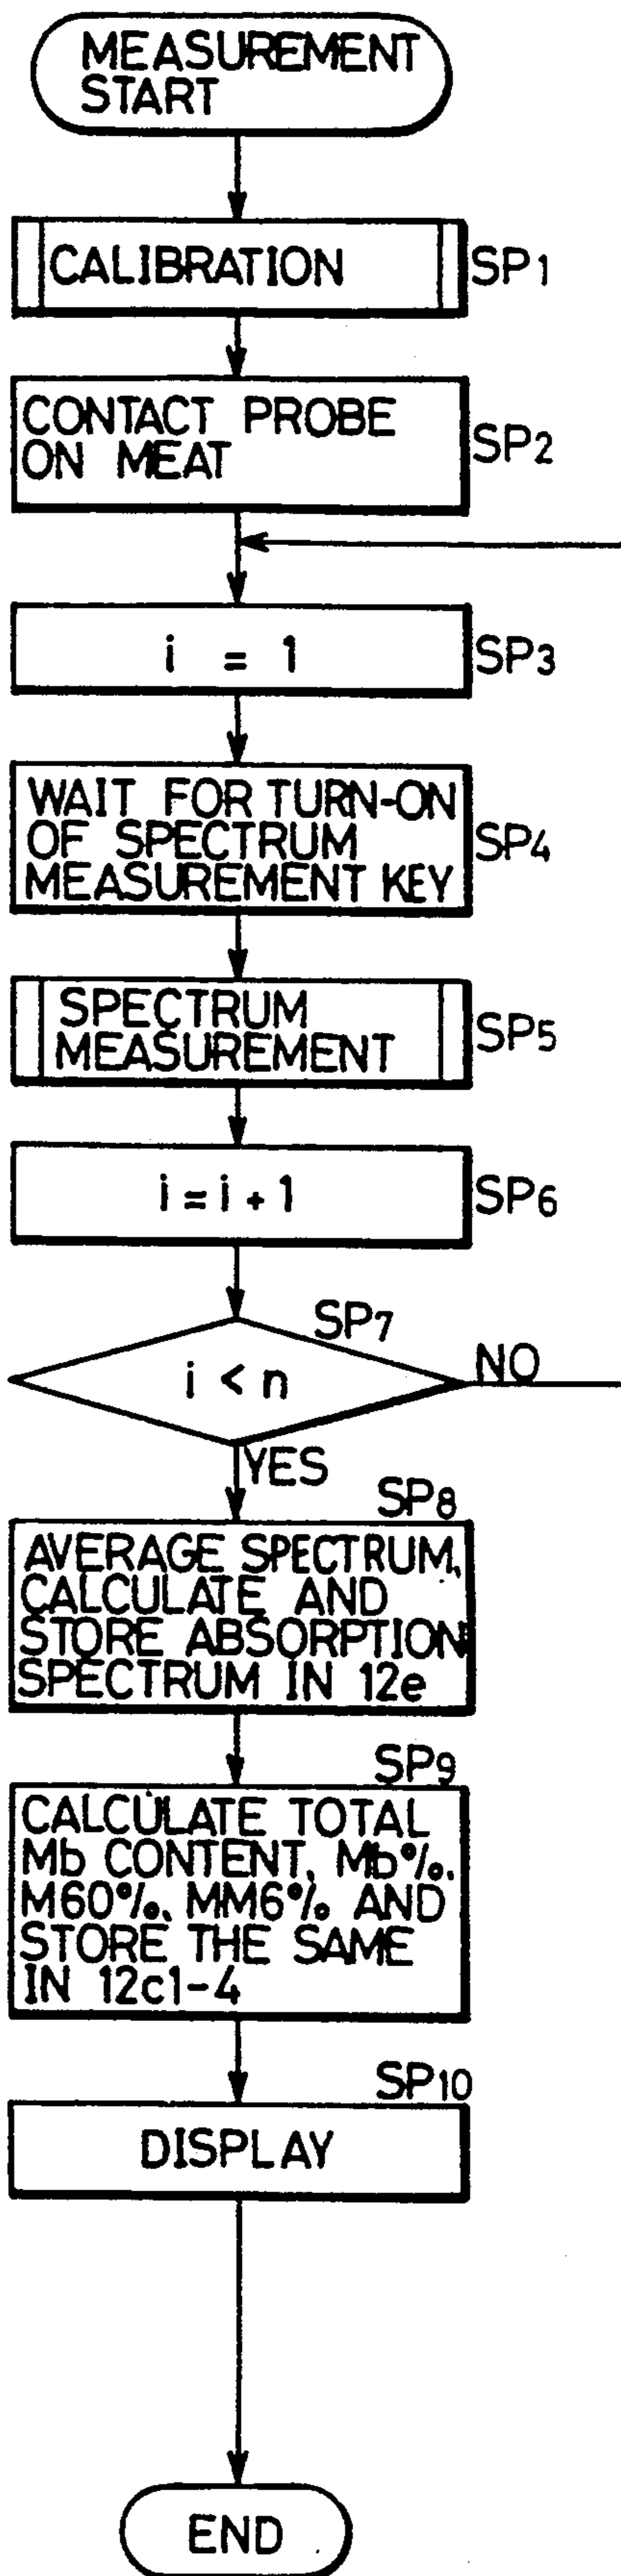 MEASUREMENT
START
CALIBRATION
SP1
CONTACT PROBE
ON MEAT
SP2
i = 1
SP3
WAIT FOR TURN-ON
OF SPECTRUM
MEASUREMENT KEY
SP4
SPECTRUM
MEASUREMENT
SP5
i = i + 1
SP6
SP7
i < n
NO
YES
SP8
AVERAGE SPECTRUM,
CALCULATE AND
STORE ABSORPTION
SPECTRUM IN 12e
SP9
CALCULATE TOTAL
Mb CONTENT, Mb%,
M60%, MM6% AND
STORE THE SAME
IN 12c1-4
SP10
DISPLAY
END